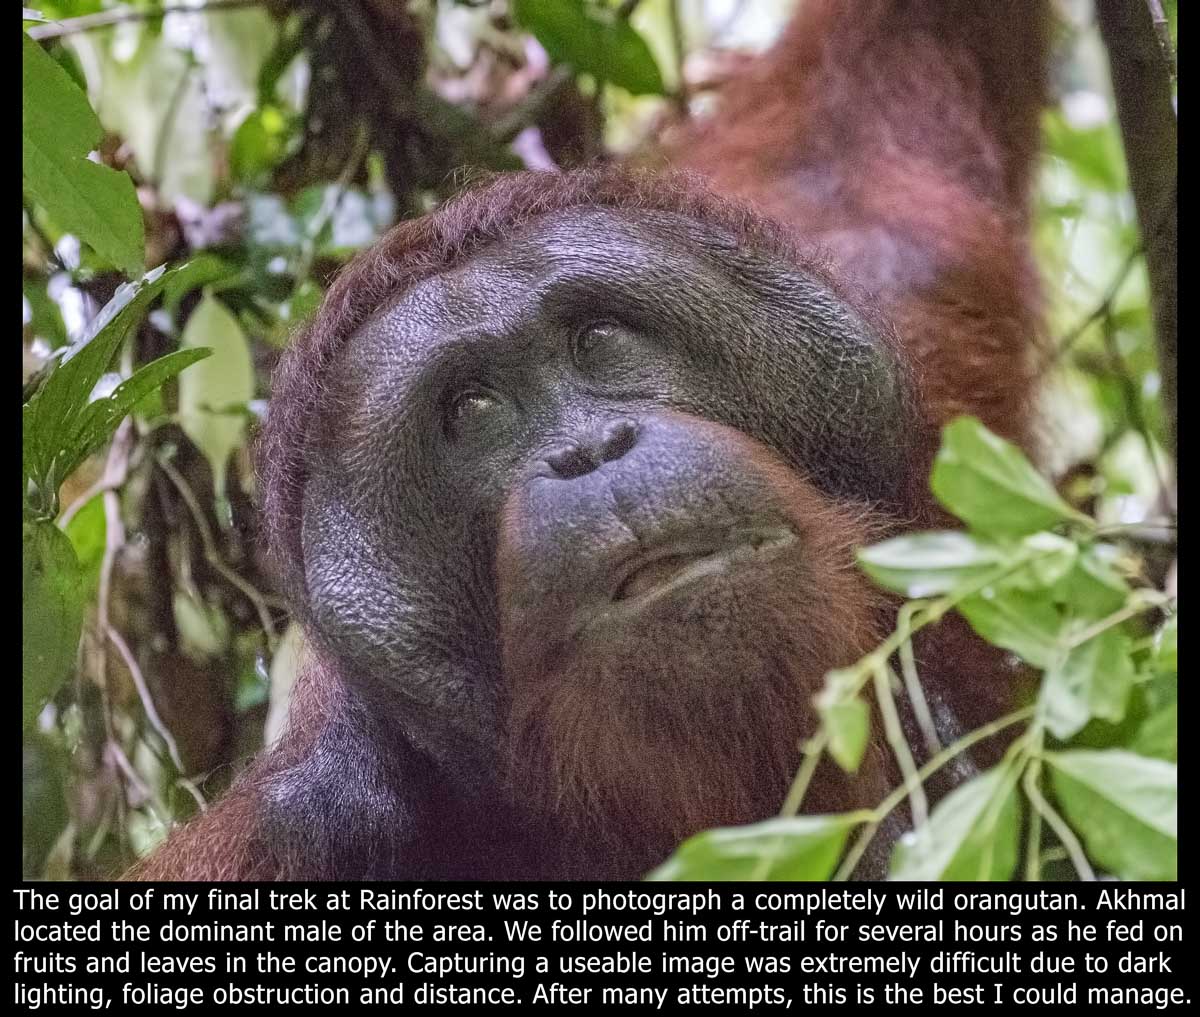 The goal of my final trek at Rainforest was to photograph a completely wild orangutan. Akhmal
located the dominant male of the area. We followed him off-trail for several hours as he fed on
fruits and leaves in the canopy. Capturing a useable image was extremely difficult due to dark
lighting, foliage obstruction and distance. After many attempts, this is the best I could manage.